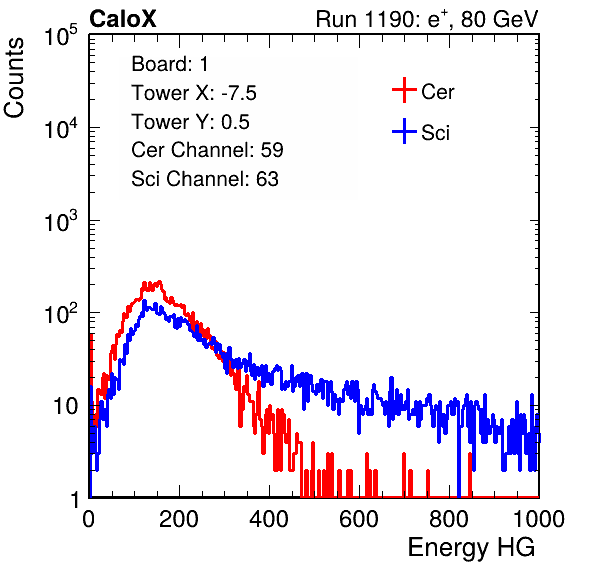 CaloX Run 1190: e⁺, 80 GeV
Counts
Board: 1
Tower X: -7.5
Tower Y: 0.5
Cer Channel: 59
Sci Channel: 63
Cer
Sci
10⁵
10⁴
10³
10²
10
1
0 200 400 600 800 1000
Energy HG